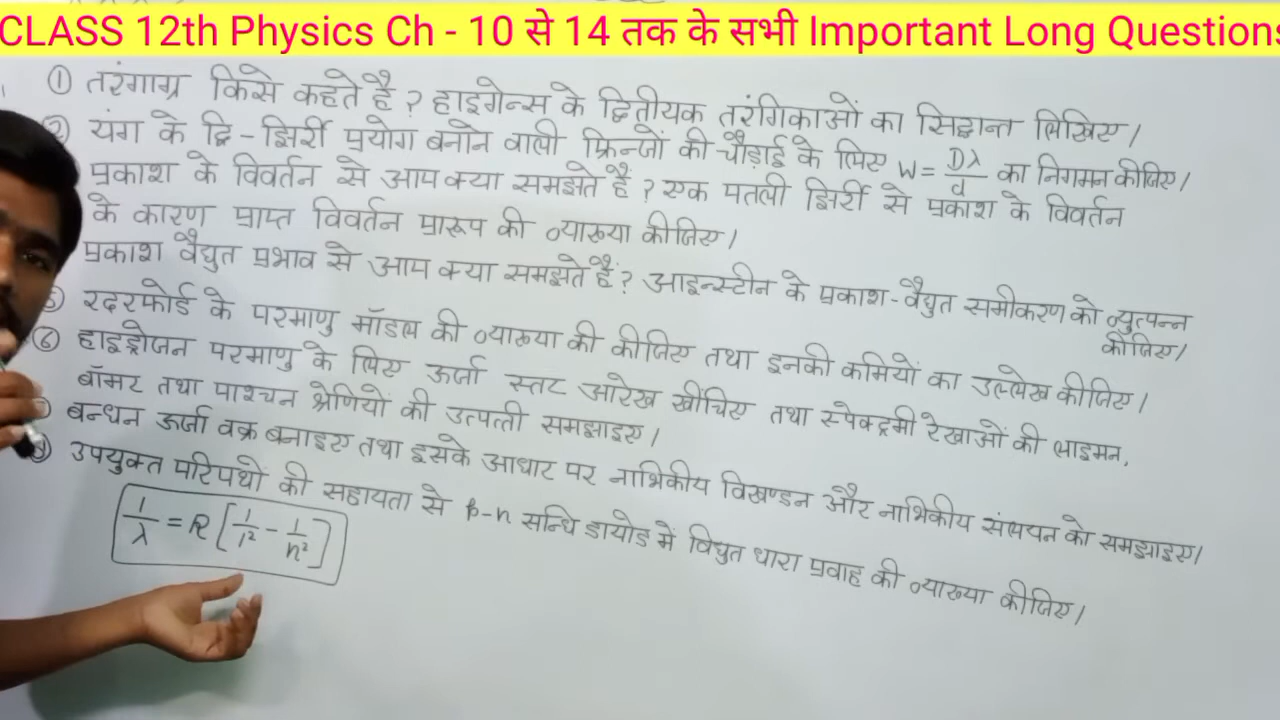 CLASS 12th Physics Ch - 10 से 14 तक के सभी Important Long Questions
① तरंगाग्र किसे कहते है ? हाइगेन्स के द्वितीयक तरंगिकाओं का सिद्धान्त लिखिए।
② यंग के द्वि-झिर्री प्रयोग बनाने वाली फ्रिन्जों की चौड़ाई के लिए W = Dλ/d का निगमन कीजिए।
प्रकाश के विवर्तन से आप क्या समझते हैं ? एक पतली झिर्री से प्रकाश के विवर्तन
के कारण प्राप्त विवर्तन प्रारूप की व्याख्या कीजिए।
प्रकाश वैद्युत प्रभाव से आप क्या समझते हैं ? आइन्स्टीन के प्रकाश-वैद्युत समीकरण को व्युत्पन्न
कीजिए।
⑤ रदरफोर्ड के परमाणु मॉडल की व्याख्या की कीजिए तथा इनकी कमियों का उल्लेख कीजिए।
⑥ हाइड्रोजन परमाणु के लिए ऊर्जा स्तर आरेख खीचिए तथा स्पेक्ट्रमी रेखाओं की लाइमन,
बॉमर तथा पाश्चन श्रेणियों की उत्पत्ती समझाइए।
बन्धन ऊर्जा वक्र बनाइए तथा इसके आधार पर नाभिकीय विखण्डन और नाभिकीय संलयन को समझाइए।
उपयुक्त परिपथों की सहायता से p-n सन्धि डायोड में विधुत धारा प्रवाह की व्याख्या कीजिए।
1/λ = R [1/1² - 1/n²]